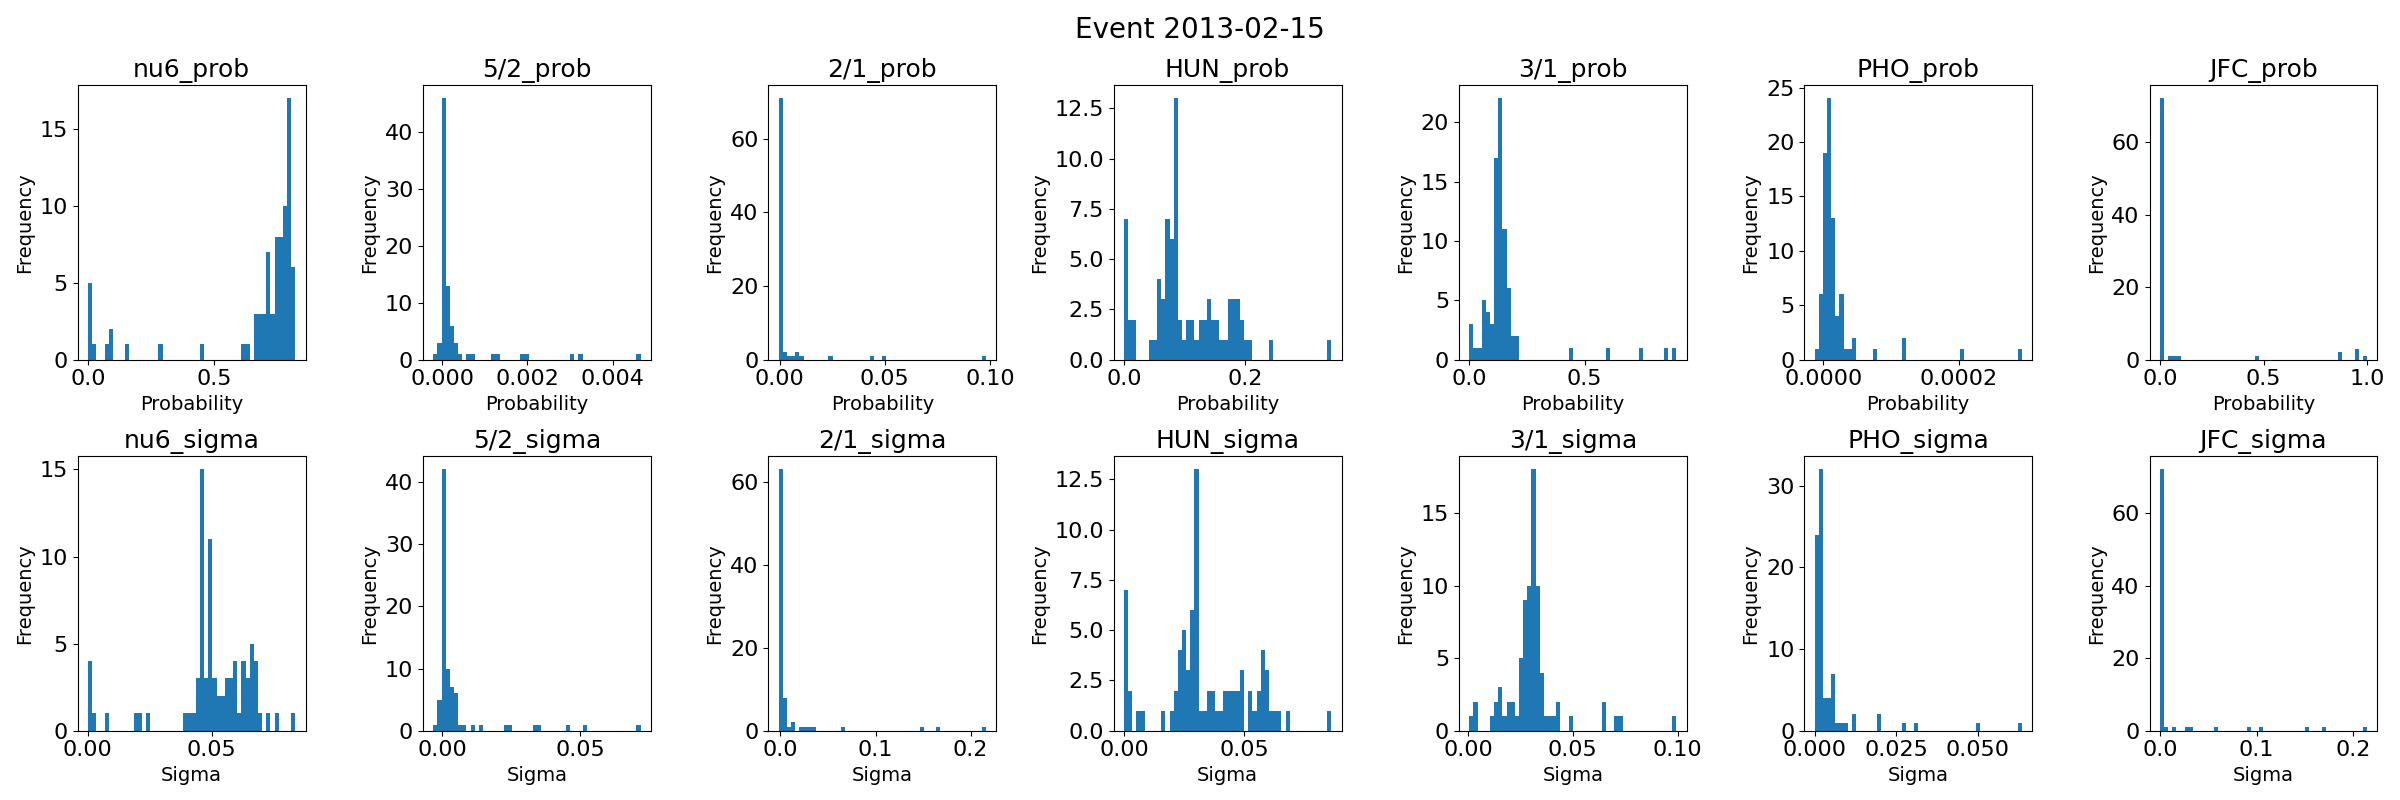 Event 2013-02-15
nu6_prob 5/2_prob 2/1_prob HUN_prob 3/1_prob PHO_prob JFC_prob
Frequency Frequency Frequency Frequency Frequency Frequency Frequency
15 40 60 12.5 20 25 60
10 30 40 10.0 15 20 40
5 20 20 7.5 10 15 20
0 10 0 5.0 5 10 0
0 2.5 0 5
0.0 0
0.0 0.5 0.000 0.002 0.004 0.00 0.05 0.10 0.0 0.2 0.0 0.5 0.0000 0.0002 0.0 0.5 1.0
Probability Probability Probability Probability Probability Probability Probability
nu6_sigma 5/2_sigma 2/1_sigma HUN_sigma 3/1_sigma PHO_sigma JFC_sigma
Frequency Frequency Frequency Frequency Frequency Frequency Frequency
15 40 60 12.5 15 30 60
10 30 40 10.0 10 20 40
5 20 20 7.5 5 10 20
0 10 0 5.0 0 0 0
0 2.5
0.0
0.00 0.05 0.00 0.05 0.0 0.1 0.2 0.00 0.05 0.00 0.05 0.10 0.000 0.025 0.050 0.0 0.1 0.2
Sigma Sigma Sigma Sigma Sigma Sigma Sigma